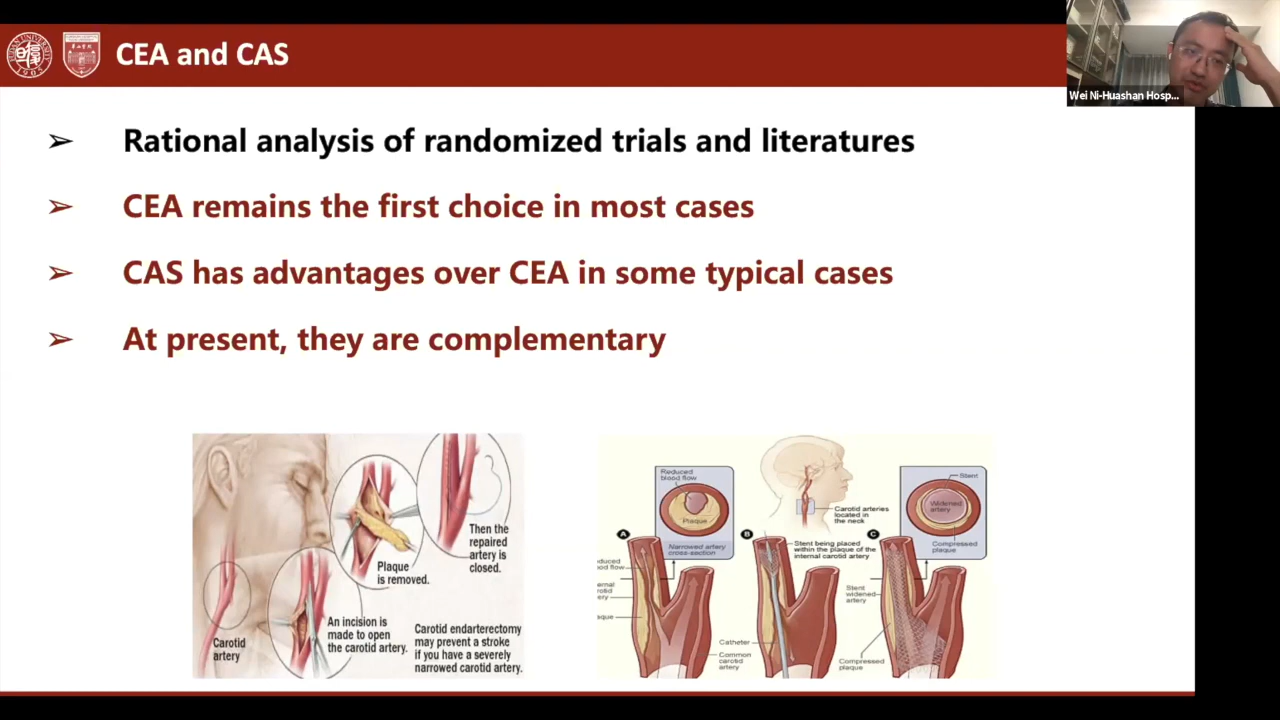 CEA and CAS
Wei Ni-Huashan Hosp...
➢ Rational analysis of randomized trials and literatures
➢ CEA remains the first choice in most cases
➢ CAS has advantages over CEA in some typical cases
➢ At present, they are complementary
Then the
repaired
artery is
closed.
Plaque
is removed.
An incision is
made to open
the carotid artery.
Carotid
artery
Carotid endarterectomy
may prevent a stroke
if you have a severely
narrowed carotid artery.
Reduced
blood flow
Plaque
Narrowed artery
cross-section
Carotid arteries
located in
the neck
Stent
Widened
artery
Compressed
plaque
A
B
C
Stent being placed
within the plaque of the
internal carotid artery
Stent
widened
artery
Catheter
Common
carotid
artery
Compressed
plaque